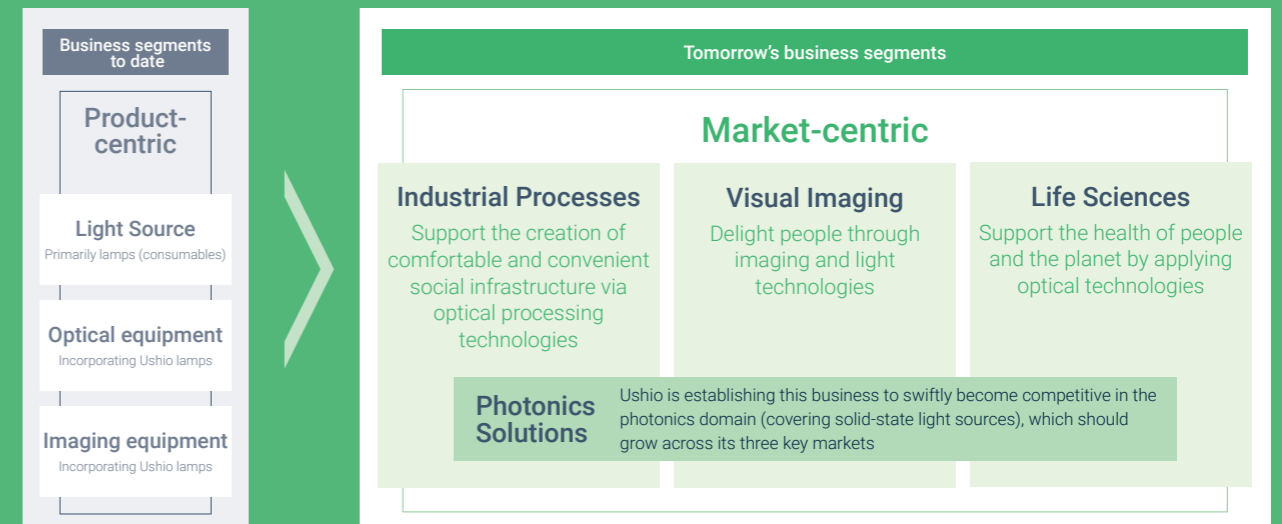 Business segments
to date
Product-
centric
Light Source
Primarily lamps (consumables)
Optical equipment
Incorporating Ushio lamps
Imaging equipment
Incorporating Ushio lamps
Tomorrow's business segments
Market-centric
Industrial Processes
Support the creation of
comfortable and convenient
social infrastructure via
optical processing
technologies
Visual Imaging
Delight people through
imaging and light
technologies
Life Sciences
Support the health of people
and the planet by applying
optical technologies
Photonics
Solutions
Ushio is establishing this business to swiftly become competitive in the
photonics domain (covering solid-state light sources), which should
grow across its three key markets